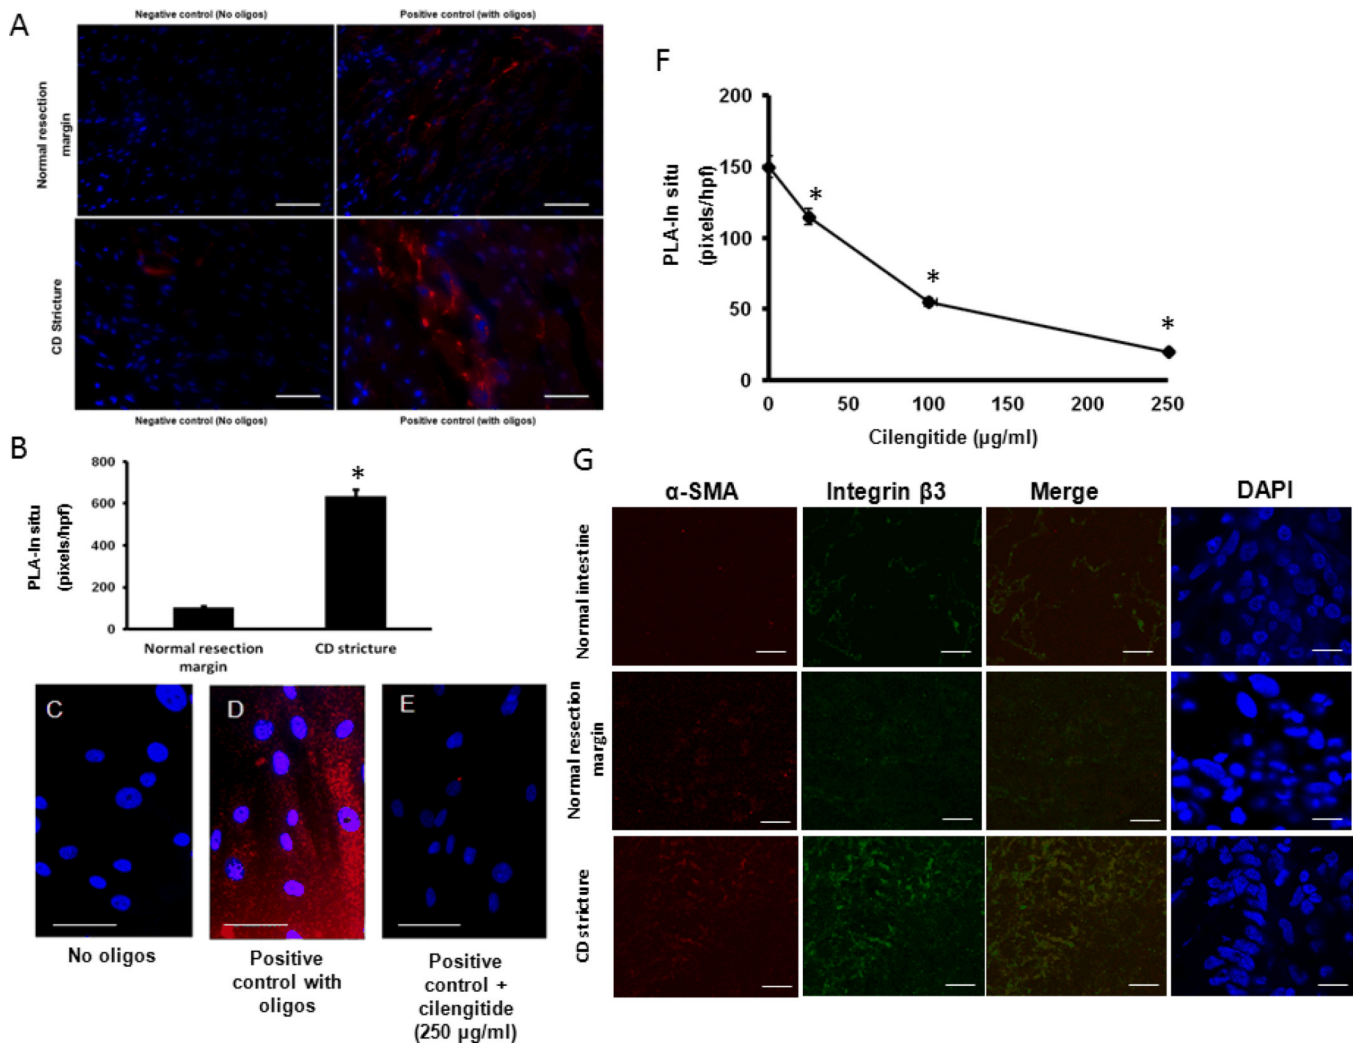 A
Negative control (No oligos)
Positive control (with oligos)
Normal resection
margin
CD Stricture
Negative control (No oligos)
Positive control (with oligos)
B
PLA-In situ
(pixels/hpf)
800
600
400
200
0
*
Normal resection
margin
CD stricture
C
D
E
No oligos
Positive
control with
oligos
Positive
control +
cilengitide
(250 µg/ml)
F
PLA-In situ
(pixels/hpf)
200
150
100
50
0
*
*
*
0
50
100
150
200
250
Cilengitide (µg/ml)
G
α-SMA
Integrin β3
Merge
DAPI
Normal intestine
Normal resection
margin
CD stricture